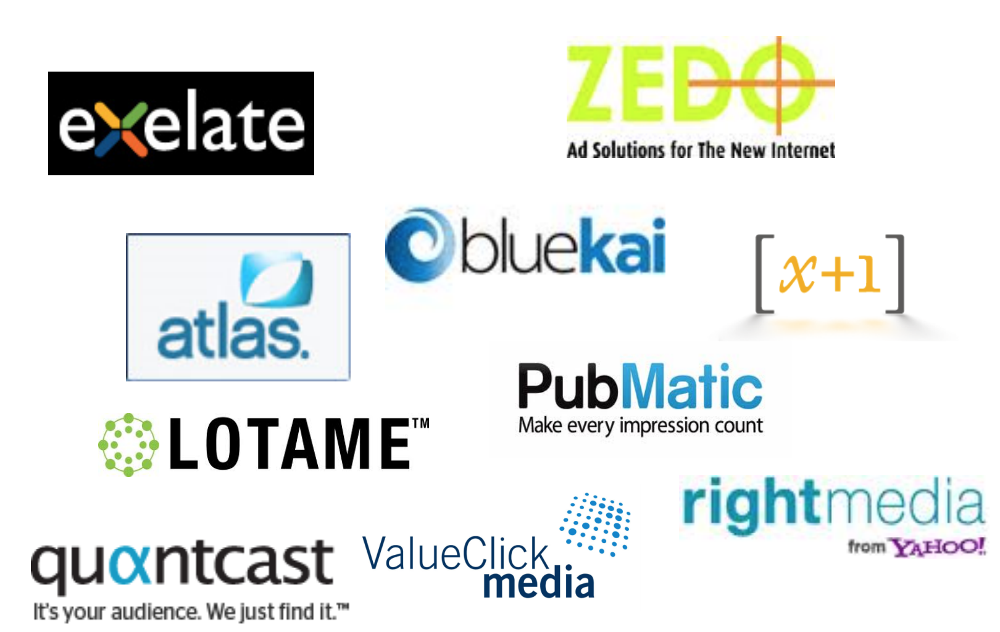 exelate
ZEDO
Ad Solutions for The New Internet
bluekai
[x+1]
atlas.
PubMatic
Make every impression count
LOTAME™
rightmedia
from YAHOO!
ValueClick
media
quantcast
It's your audience. We just find it.™